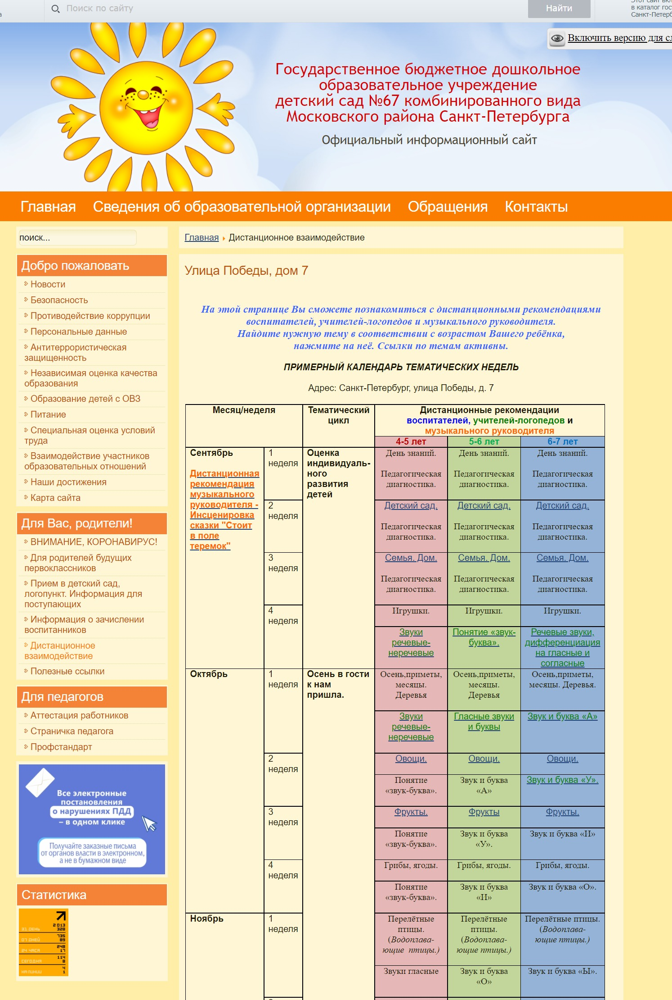 Поиск по сайту
Найти
в каталог гос
Санкт-Петерб
Включить версию для сл
Государственное бюджетное дошкольное
образовательное учреждение
детский сад №67 комбинированного вида
Московского района Санкт-Петербурга
Официальный информационный сайт
Главная Сведения об образовательной организации Обращения Контакты
поиск...
Добро пожаловать
Новости
Безопасность
Противодействие коррупции
Персональные данные
Антитеррористическая
защищенность
Независимая оценка качества
образования
Образование детей с ОВЗ
Питание
Специальная оценка условий
труда
Взаимодействие участников
образовательных отношений
Наши достижения
Карта сайта
Для Вас, родители!
ВНИМАНИЕ, КОРОНАВИРУС!
Для родителей будущих
первоклассников
Прием в детский сад,
логопункт. Информация для
поступающих
Информация о зачислении
воспитанников
Дистанционное
взаимодействие
Полезные ссылки
Для педагогов
Аттестация работников
Страничка педагога
Профстандарт
Все электронные
постановления
о нарушениях ПДД
– в одном клике
Получайте заказные письма
от органов власти в электронном,
а не в бумажном виде
Статистика
2 013
31 ДЕНЬ 328
735
07 ДНЕЙ 89
248
24 ЧАСА 17
114
СЕГОДНЯ 8
4
НА ЛИНИИ 1
Главная Дистанционное взаимодействие
Улица Победы, дом 7
На этой странице Вы сможете познакомиться с дистанционными рекомендациями
воспитателей, учителей-логопедов и музыкального руководителя.
Найдите нужную тему в соответствии с возрастом Вашего ребёнка,
нажмите на неё. Ссылки по темам активны.
ПРИМЕРНЫЙ КАЛЕНДАРЬ ТЕМАТИЧЕСКИХ НЕДЕЛЬ
Адрес: Санкт-Петербург, улица Победы, д. 7
Месяц/неделя
Тематический
цикл
Дистанционные рекомендации
воспитателей, учителей-логопедов и
музыкального руководителя
4-5 лет 5-6 лет 6-7 лет
Сентябрь
Дистанционная
рекомендация
музыкального
руководителя -
Инсценировка
сказки "Стоит
в поле
теремок"
1
неделя
Оценка
индивидуаль-
ного
развития
детей
День знаний.
Педагогическая
диагностика.
День знаний.
Педагогическая
диагностика.
День знаний.
Педагогическая
диагностика.
2
неделя
Детский сад.
Педагогическая
диагностика.
Детский сад.
Педагогическая
диагностика.
Детский сад.
Педагогическая
диагностика.
3
неделя
Семья. Дом.
Педагогическая
диагностика.
Семья. Дом.
Педагогическая
диагностика.
Семья. Дом.
Педагогическая
диагностика.
4
неделя
Игрушки. Игрушки. Игрушки.
Звуки
речевые-
неречевые
Понятие «звук-
буква».
Речевые звуки,
дифференциация
на гласные и
согласные
Октябрь
1
неделя
Осень в гости
к нам
пришла.
Осень,приметы,
месяцы.
Деревья
Осень,приметы,
месяцы.
Деревья
Осень,приметы,
месяцы. Деревья.
Звуки
речевые-
неречевые
Гласные звуки
и буквы
Звук и буква «А»
2
неделя
Овощи. Овощи. Овощи.
Понятие
«звук-буква».
Звук и буква
«А»
Звук и буква «У».
3
неделя
Фрукты. Фрукты Фрукты.
Понятие
«звук-буква».
Звук и буква
«У».
Звук и буква «И»
4
неделя
Грибы, ягоды. Грибы, ягоды. Грибы, ягоды.
Понятие
«звук-буква».
Звук и буква
«И»
Звук и буква «О».
Ноябрь
1
неделя
Перелётные
птицы.
(Водоплава-
ющие птицы.)
Перелётные
птицы.
(Водоплава-
ющие птицы.)
Перелётные птицы.
(Водоплава-
ющие птицы.)
Звуки гласные
Звук и буква
«О»
Звук и буква «Ы».